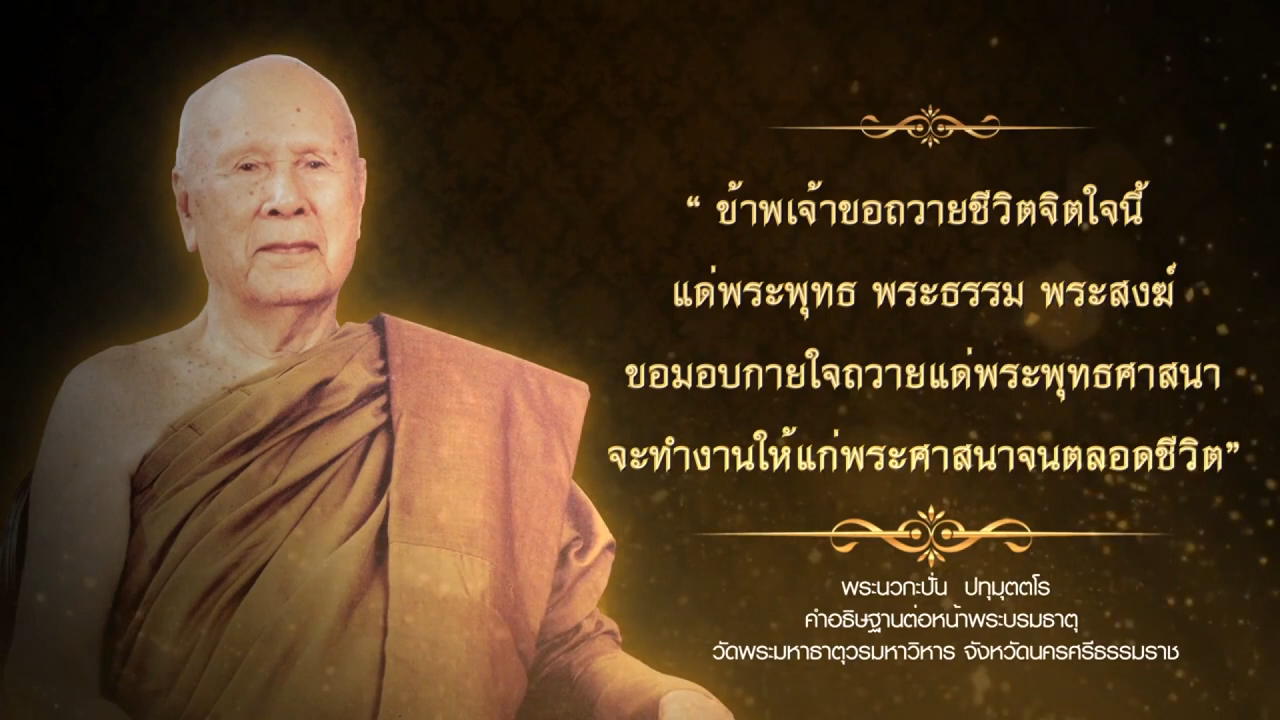 “ ข้าพเจ้าขอถวายชีวิตจิตใจนี้
แด่พระพุทธ พระธรรม พระสงฆ์
ขอมอบกายใจถวายแด่พระพุทธศาสนา
จะทำงานให้แก่พระศาสนาจนตลอดชีวิต”
พระนวกะปั่น ปทุมุตตโร
คำอธิษฐานต่อหน้าพระบรมธาตุ
วัดพระมหาธาตุวรมหาวิหาร จังหวัดนครศรีธรรมราช